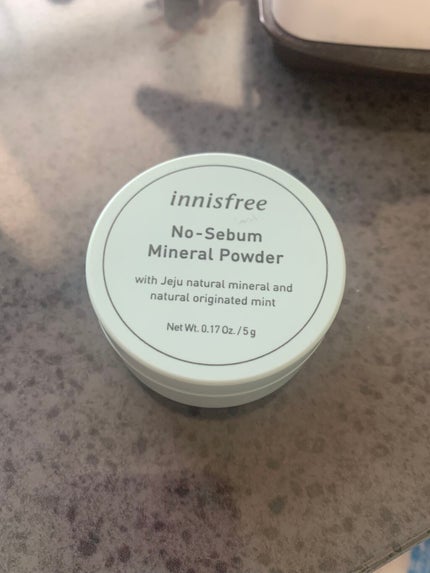 innisfree
No-Sebum
Mineral Powder
with Jeju natural mineral and
natural originated mint
Net Wt. 0.17 Oz. / 5 g